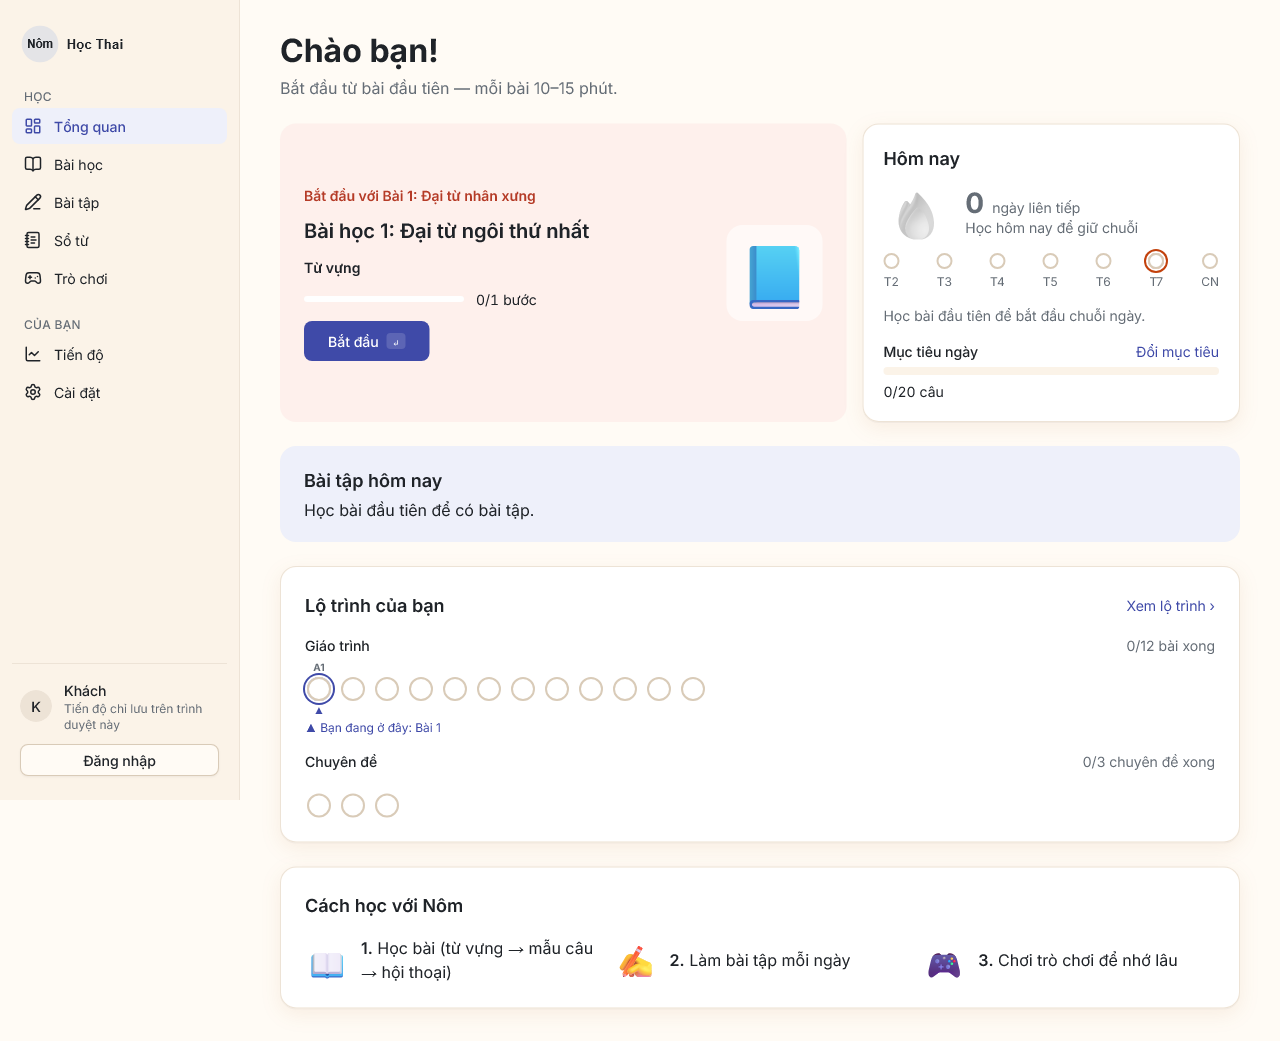 Nôm
Học Thai
HỌC
Tổng quan
Bài học
Bài tập
Sổ từ
Trò chơi
CỦA BẠN
Tiến độ
Cài đặt
Khách
Tiến độ chỉ lưu trên trình
duyệt này
K
Đăng nhập
Chào bạn!
Bắt đầu từ bài đầu tiên — mỗi bài 10–15 phút.
Bắt đầu với Bài 1: Đại từ nhân xưng
Bài học 1: Đại từ ngôi thứ nhất
Từ vựng
0/1 bước
Bắt đầu ↲
Hôm nay
0 ngày liên tiếp
Học hôm nay để giữ chuỗi
T2 T3 T4 T5 T6 T7 CN
Học bài đầu tiên để bắt đầu chuỗi ngày.
Mục tiêu ngày Đổi mục tiêu
0/20 câu
Bài tập hôm nay
Học bài đầu tiên để có bài tập.
Lộ trình của bạn Xem lộ trình ›
Giáo trình 0/12 bài xong
A1
▲
▲ Bạn đang ở đây: Bài 1
Chuyên đề 0/3 chuyên đề xong
Cách học với Nôm
1. Học bài (từ vựng → mẫu câu
→ hội thoại)
2. Làm bài tập mỗi ngày
3. Chơi trò chơi để nhớ lâu